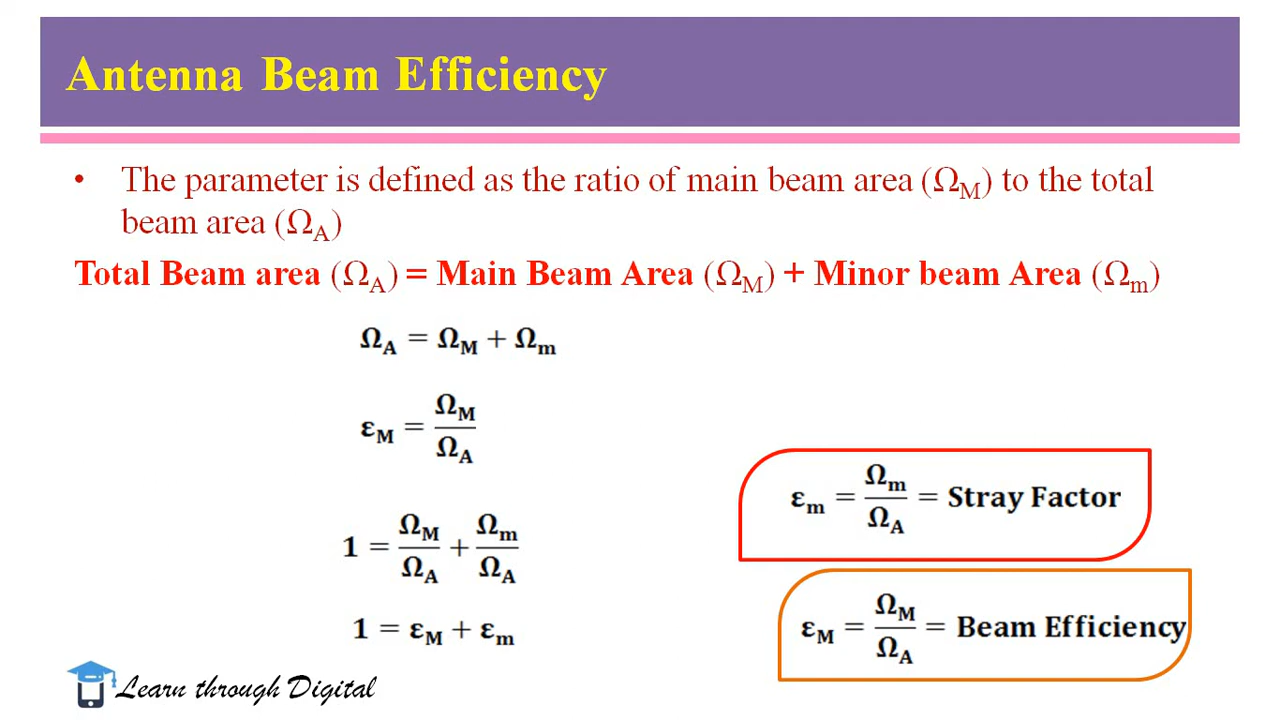 Antenna Beam Efficiency
• The parameter is defined as the ratio of main beam area (Ω_M) to the total
beam area (Ω_A)
Total Beam area (Ω_A) = Main Beam Area (Ω_M) + Minor beam Area (Ω_m)
Ω_A = Ω_M + Ω_m
ε_M = Ω_M / Ω_A
ε_m = Ω_m / Ω_A = Stray Factor
1 = Ω_M / Ω_A + Ω_m / Ω_A
ε_M = Ω_M / Ω_A = Beam Efficiency
1 = ε_M + ε_m
Learn through Digital